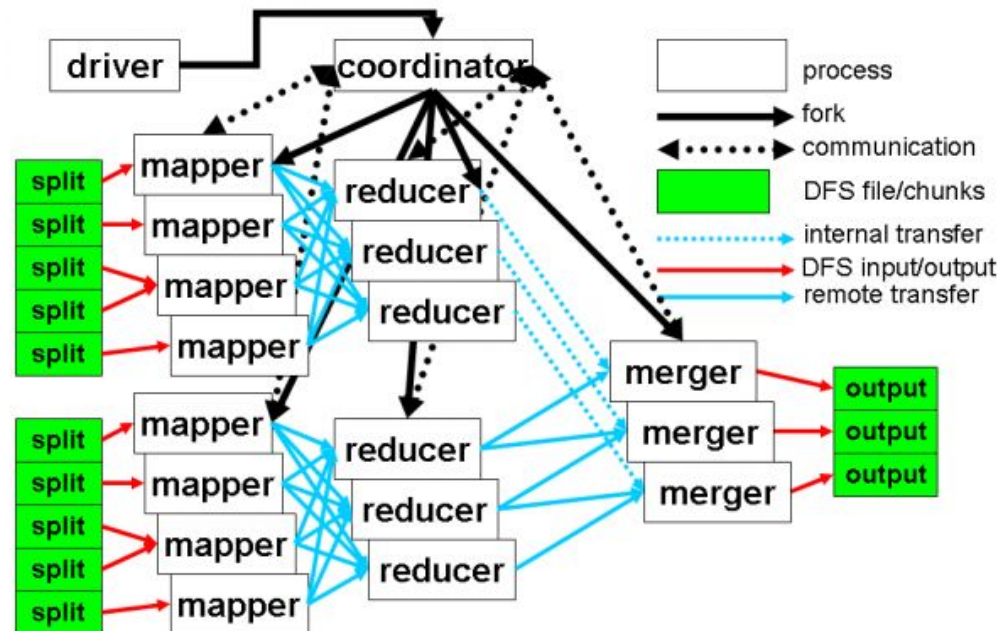 driver
coordinator
process
fork
communication
DFS file/chunks
internal transfer
DFS input/output
remote transfer
split
split
split
split
split
mapper
mapper
mapper
mapper
reducer
reducer
reducer
split
split
split
split
split
mapper
mapper
mapper
mapper
reducer
reducer
reducer
merger
merger
merger
output
output
output